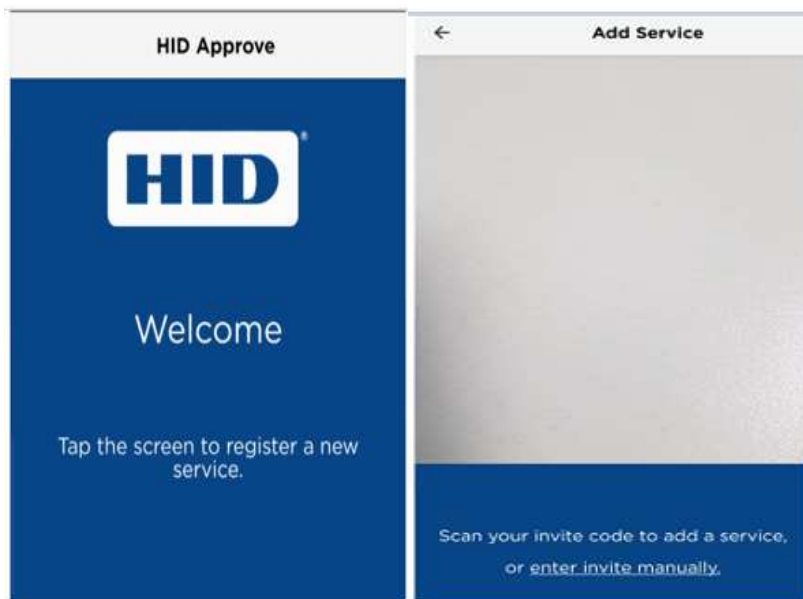 HID Approve
HID®
Welcome
Tap the screen to register a new
service.
← Add Service
Scan your invite code to add a service,
or enter invite manually.